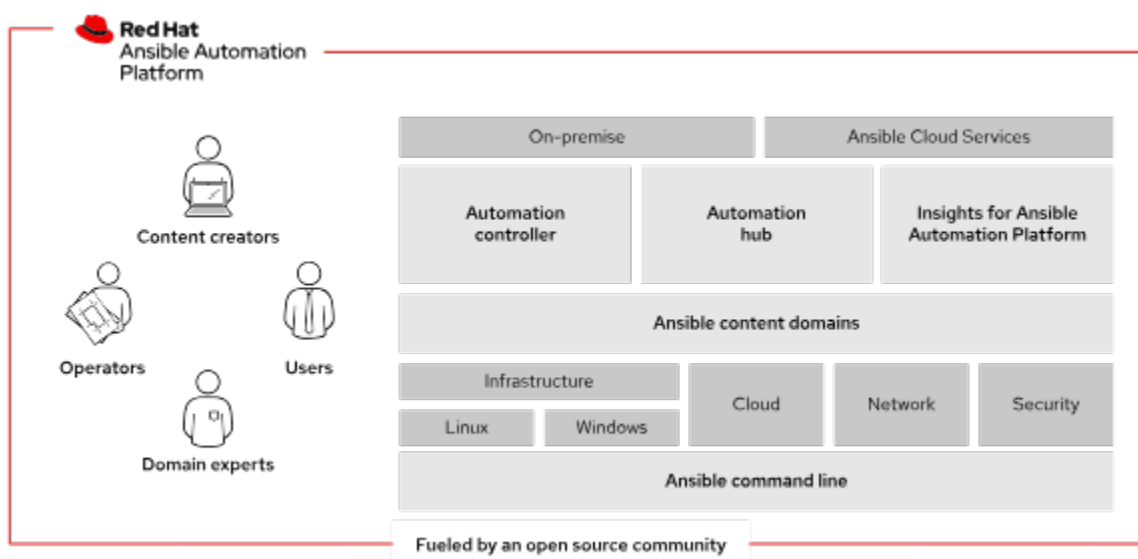 Red Hat
Ansible Automation
Platform
On-premise
Ansible Cloud Services
Automation
controller
Automation
hub
Insights for Ansible
Automation Platform
Content creators
Ansible content domains
Operators
Users
Infrastructure
Linux
Windows
Cloud
Network
Security
Domain experts
Ansible command line
Fueled by an open source community